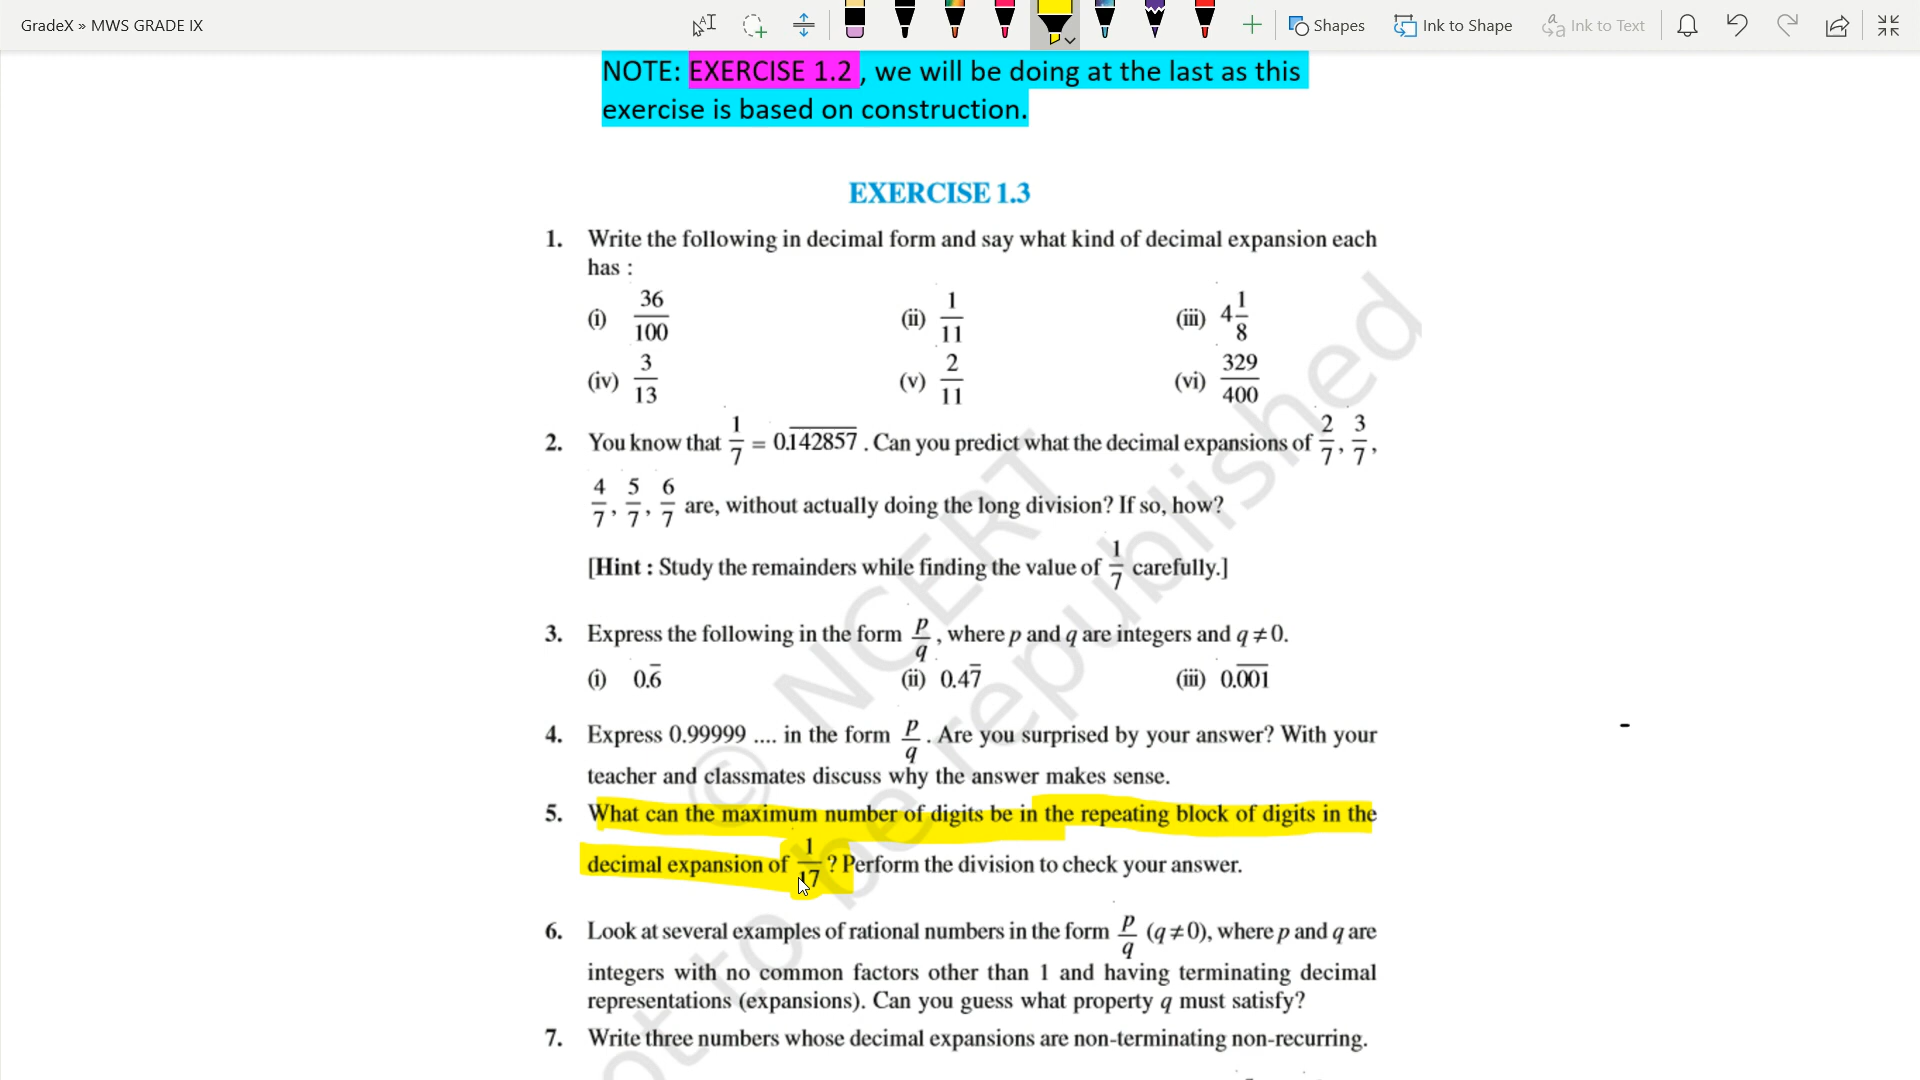 GradeX » MWS GRADE IX
Shapes
Ink to Shape
Ink to Text
NOTE: EXERCISE 1.2 , we will be doing at the last as this
exercise is based on construction.
EXERCISE 1.3
1. Write the following in decimal form and say what kind of decimal expansion each
has :
(i) 36/100 (ii) 1/11 (iii) 4 1/8
(iv) 3/13 (v) 2/11 (vi) 329/400
2. You know that 1/7 = 0.1̅4̅2̅8̅5̅7̅ . Can you predict what the decimal expansions of 2/7, 3/7,
4/7, 5/7, 6/7 are, without actually doing the long division? If so, how?
[Hint : Study the remainders while finding the value of 1/7 carefully.]
3. Express the following in the form p/q, where p and q are integers and q ≠ 0.
(i) 0.6̅ (ii) 0.47̅ (iii) 0.0̅0̅1̅
4. Express 0.99999 .... in the form p/q. Are you surprised by your answer? With your
teacher and classmates discuss why the answer makes sense.
5. What can the maximum number of digits be in the repeating block of digits in the
decimal expansion of 1/17 ? Perform the division to check your answer.
6. Look at several examples of rational numbers in the form p/q (q ≠ 0), where p and q are
integers with no common factors other than 1 and having terminating decimal
representations (expansions). Can you guess what property q must satisfy?
7. Write three numbers whose decimal expansions are non-terminating non-recurring.
© NCERT
not to be republished